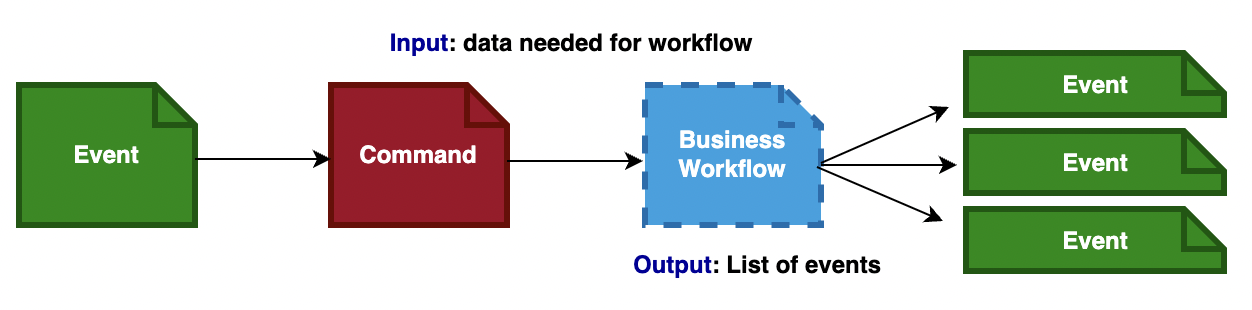 Input: data needed for workflow
Event
Command
Business
Workflow
Event
Event
Event
Output: List of events